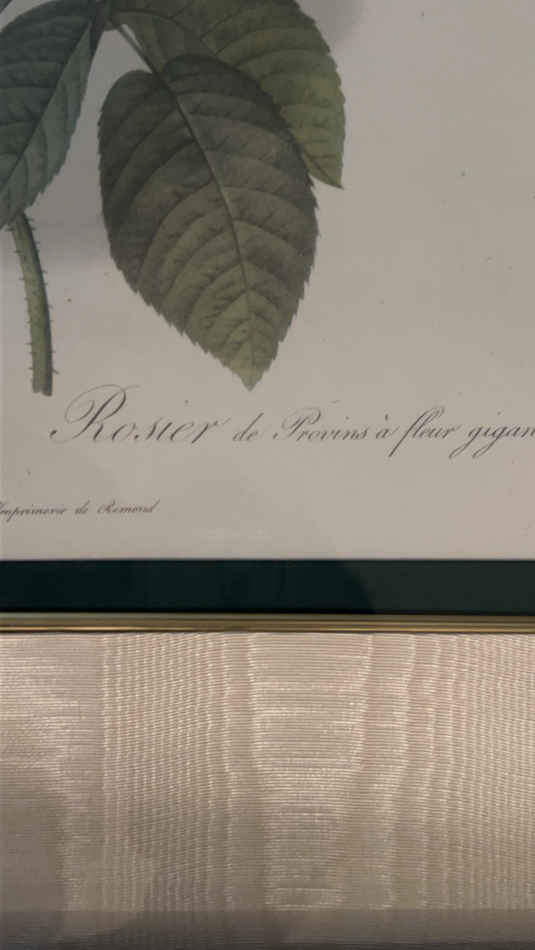 Rosier de Provins à fleur gigan
Imprimerie de Remond